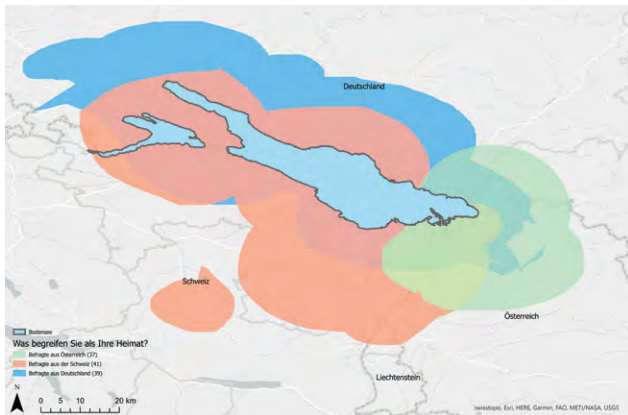 Deutschland
Schweiz
Österreich
Liechtenstein
Bodensee
Was begreifen Sie als Ihre Heimat?
Befragte aus Österreich (37)
Befragte aus der Schweiz (41)
Befragte aus Deutschland (39)
N
0 5 10 20 km
swisstopo, Esri, HERE, Garmin, FAO, METI/NASA, USGS